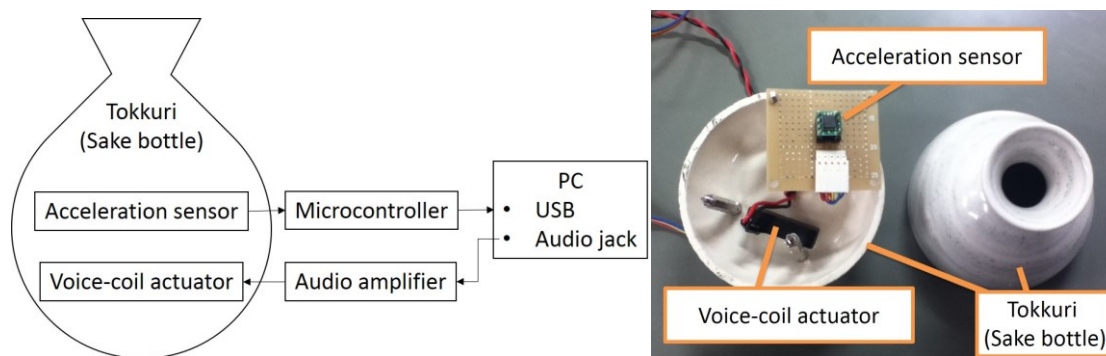 Tokkuri
(Sake bottle)
Acceleration sensor
Microcontroller
PC
• USB
• Audio jack
Voice-coil actuator
Audio amplifier
Acceleration sensor
Voice-coil actuator
Tokkuri
(Sake bottle)